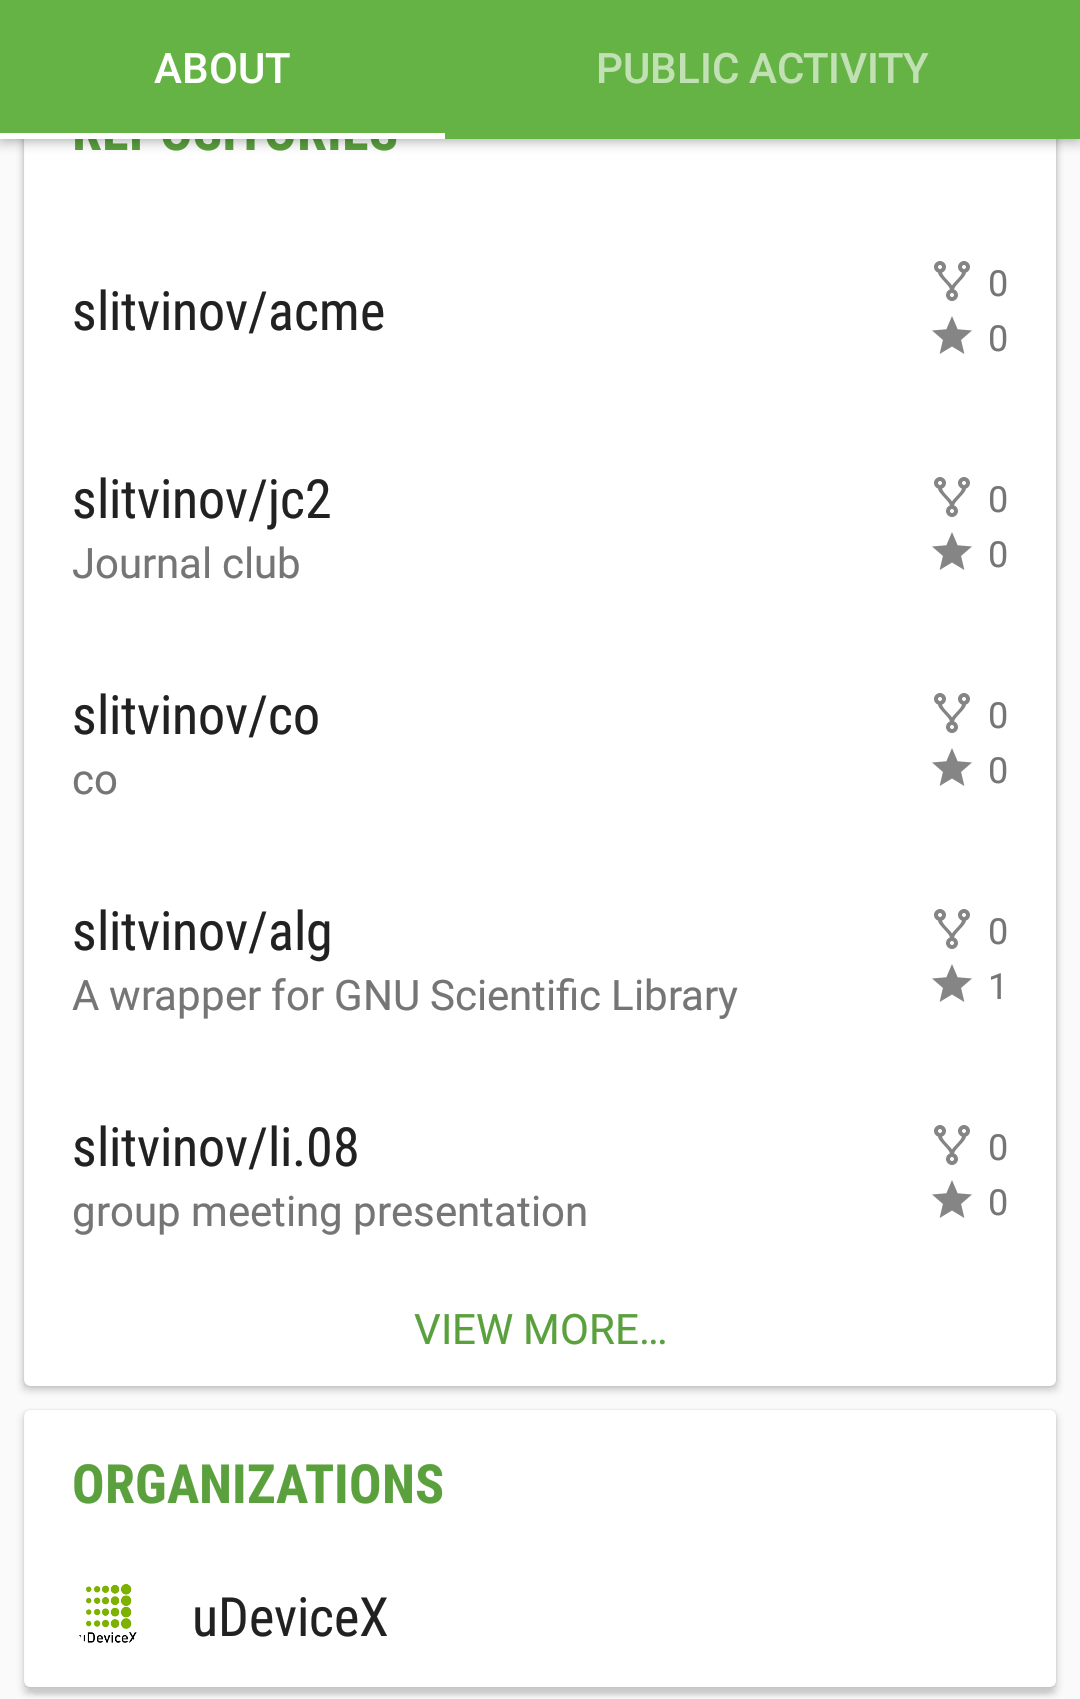 ABOUT
PUBLIC ACTIVITY
REPOSITORIES
slitvinov/acme
0
0
slitvinov/jc2
Journal club
0
0
slitvinov/co
co
0
0
slitvinov/alg
A wrapper for GNU Scientific Library
0
1
slitvinov/li.08
group meeting presentation
0
0
VIEW MORE...
ORGANIZATIONS
uDeviceX
uDeviceX